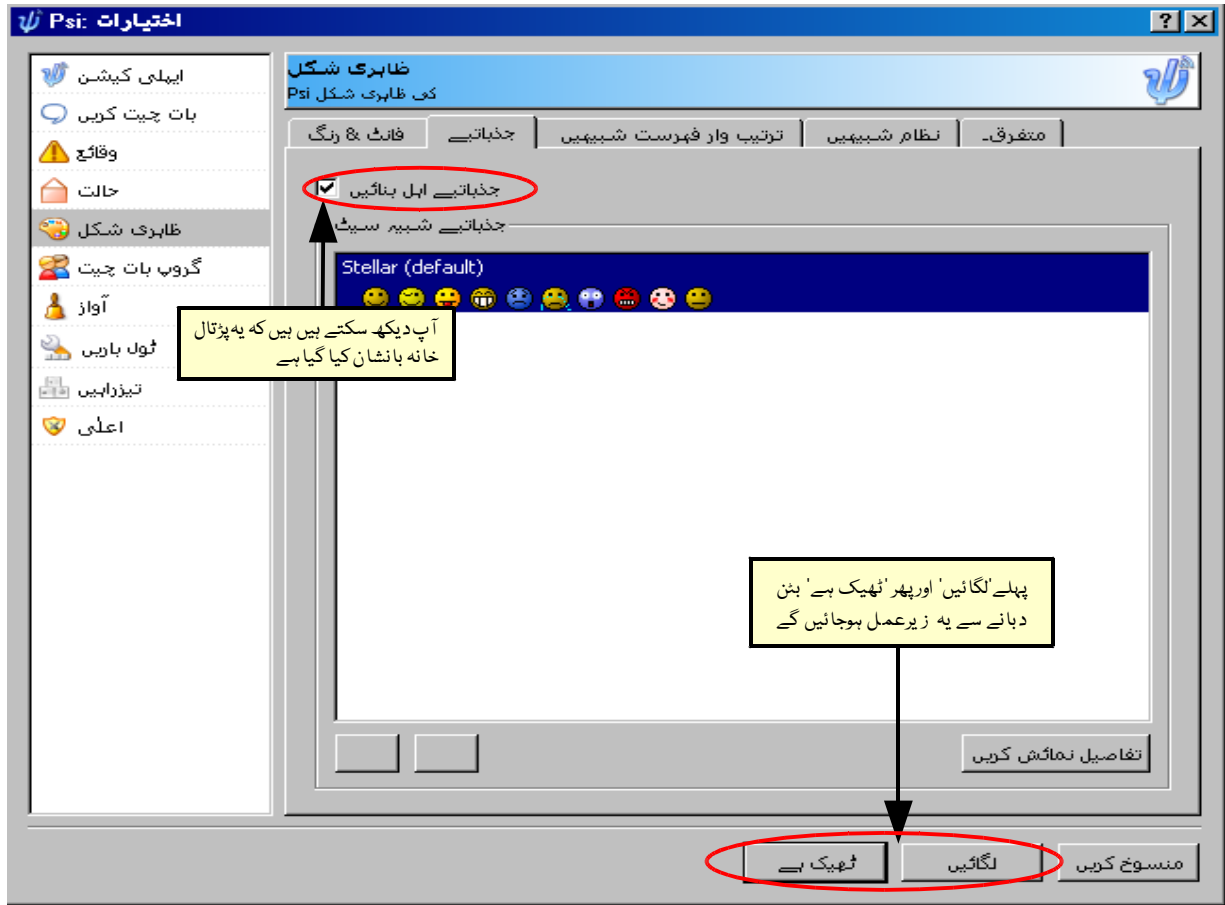 Psi: اختیارات
ایپلی کیشن
بات چیت کریں
وقائع
حالت
ظاہری شکل
گروپ بات چیت
آواز
ٹول باریں
تیزراہیں
اعلٰی
ظاہری شکل
Psi کی ظاہری شکل
فانٹ & رنگ
جذباتیے
ترتیب وار فہرست شبیہیں
نظام شبیہیں
متفرق۔
جذباتیے اہل بنائیں
جذباتیے شبیہ سیٹ
Stellar (default)
آپ دیکھ سکتے ہیں ہیں کہ یہ پڑتال
خانہ بانشان کیا گیا ہے
پہلے'لگائیں' اورپھر 'ٹھیک ہے' بٹن
دبانے سے یہ زیرعمل ہوجائیں گے
تفاصیل نمائش کریں
ٹھیک ہے
لگائیں
منسوخ کریں